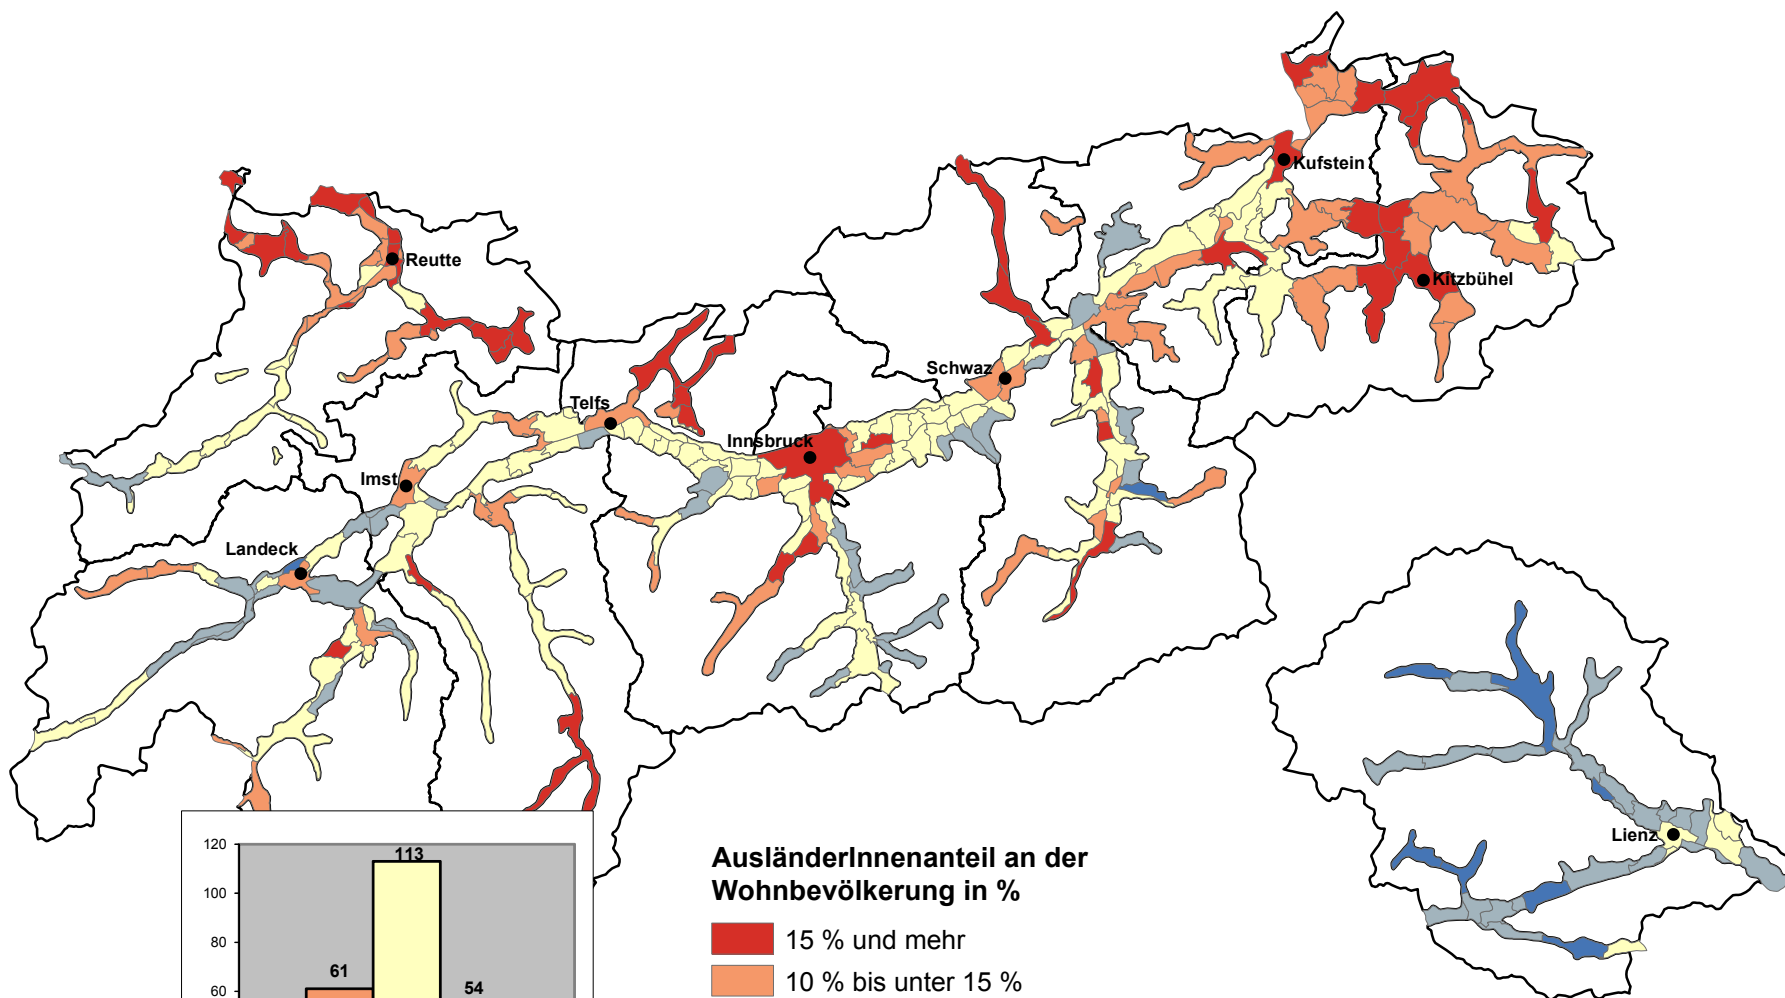 Kufstein
Reutte
Kitzbühel
Schwaz
Telfs
Innsbruck
Imst
Landeck
Lienz
120
100
80
60
113
61
54
AusländerInnenanteil an der
Wohnbevölkerung in %
15 % und mehr
10 % bis unter 15 %